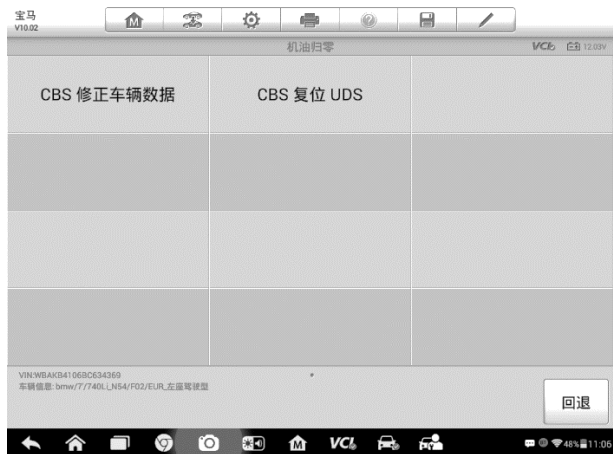 宝马
V10.02
机油归零
VCI 12.03V
CBS 修正车辆数据
CBS 复位 UDS
VIN:WBAKB4106BC634369
车辆信息: bmw/7'/740Li_N54/F02/EUR_左座驾驶型
回退
VCI
48% 11:06